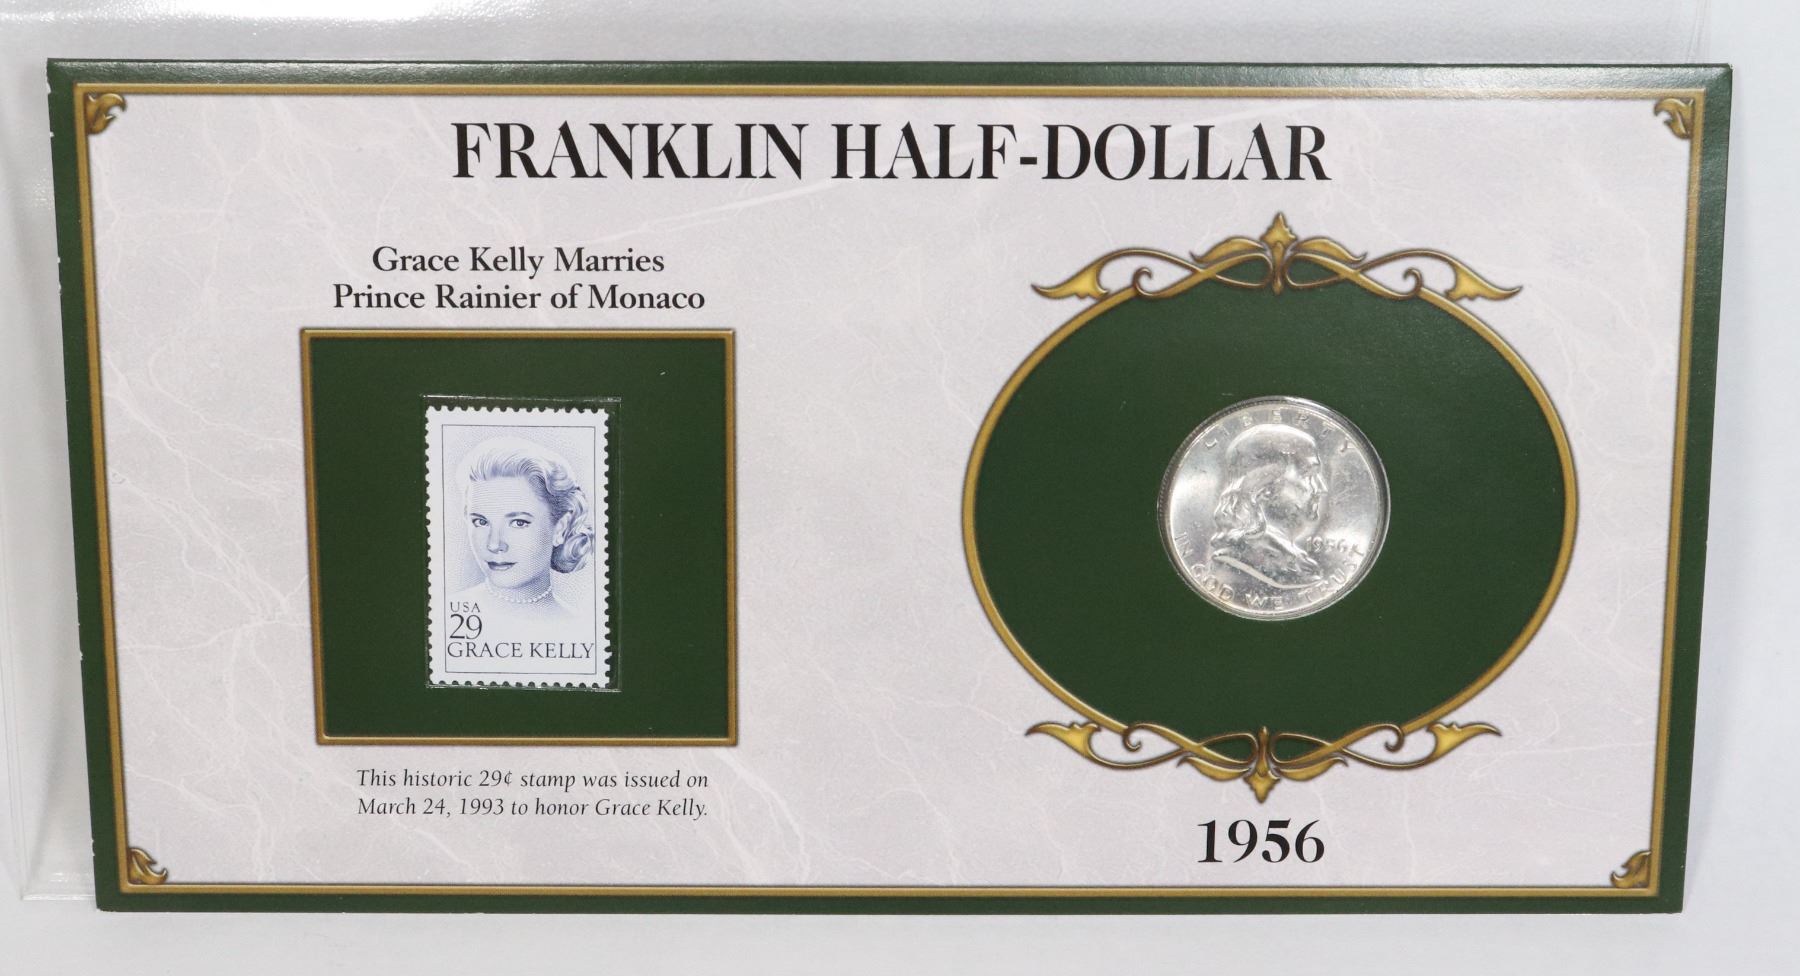 FRANKLIN HALF-DOLLAR
Grace Kelly Marries
Prince Rainier of Monaco
USA
29
GRACE KELLY
This historic 29¢ stamp was issued on
March 24, 1993 to honor Grace Kelly.
LIBERTY
1956
IN GOD WE TRUST
1956